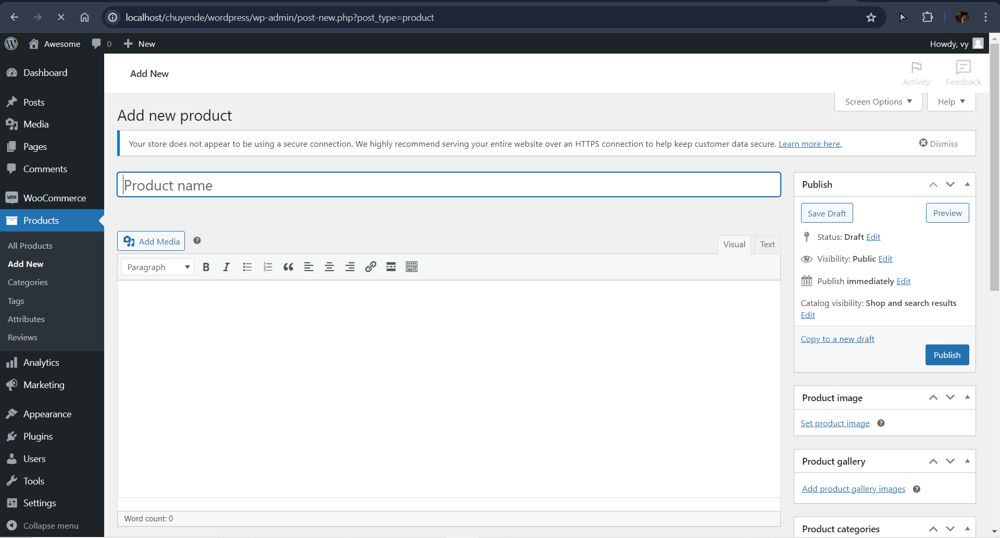 localhost/chuyende/wordpress/wp-admin/post-new.php?post_type=product
Awesome 0 New Howdy, vy
Dashboard
Posts
Media
Pages
Comments
WooCommerce
Products
All Products
Add New
Categories
Tags
Attributes
Reviews
Analytics
Marketing
Appearance
Plugins
Users
Tools
Settings
Collapse menu
Add New
Activity
Feedback
Screen Options
Help
Add new product
Your store does not appear to be using a secure connection. We highly recommend serving your entire website over an HTTPS connection to help keep customer data secure. Learn more here.
Dismiss
Product name
Add Media
Visual
Text
Paragraph
Word count: 0
Publish
Save Draft
Preview
Status: Draft Edit
Visibility: Public Edit
Publish immediately Edit
Catalog visibility: Shop and search results
Edit
Copy to a new draft
Publish
Product image
Set product image
Product gallery
Add product gallery images
Product categories